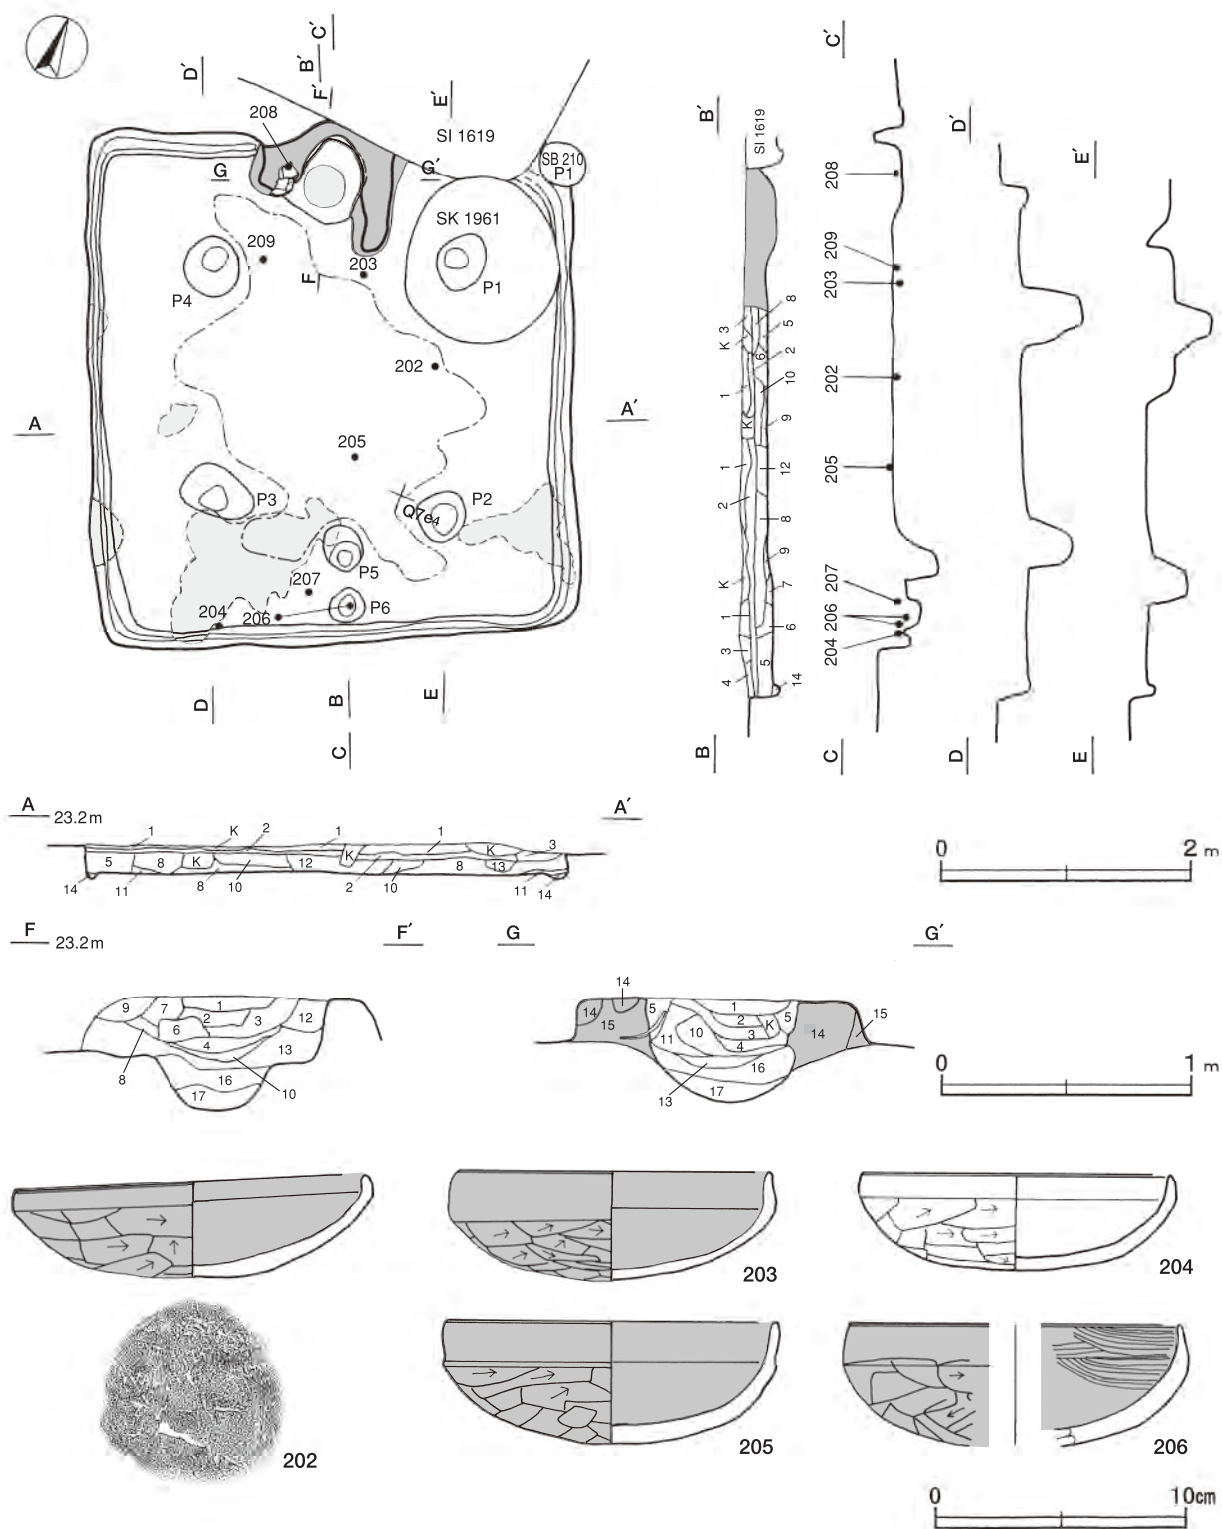 C′
B′
F′
D′
E′
208
SI 1619
G
G′
SB 210
P1
SK 1961
209
203
F
P4
P1
202
A
A′
205
P3
P2
Q7e4
P5
207
P6
204
206
D
B
E
C
B′
SI 1619
3
K
8
5
6
2
10
1
K
9
1
12
2
8
9
K
7
1
6
3
5
4
14
B
C′
208
209
203
202
205
207
206
204
C
D′
D
E′
E
A
23.2m
A′
1
K
2
1
1
K
3
5
8
K
12
K
8
13
14
11
8
10
2
10
11
14
0
2 m
F
23.2m
F′
9
7
1
2
3
12
6
4
13
8
16
10
17
G
G′
14
14
5
1
5
15
15
2
K
14
11
10
3
4
16
13
17
0
1 m
203
204
202
205
206
0
10cm